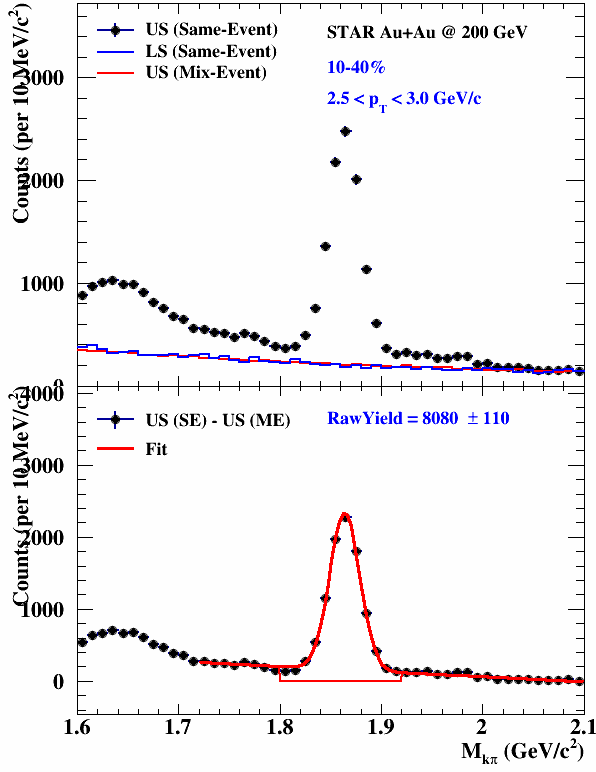 US (Same-Event)
LS (Same-Event)
US (Mix-Event)
STAR Au+Au @ 200 GeV
10-40%
2.5 < p_T < 3.0 GeV/c
Counts (per 10 MeV/c²)
3000
2000
1000
0
US (SE) - US (ME)
Fit
RawYield = 8080 ± 110
Counts (per 10 MeV/c²)
4000
3000
2000
1000
0
1.6 1.7 1.8 1.9 2 2.1
M_kπ (GeV/c²)